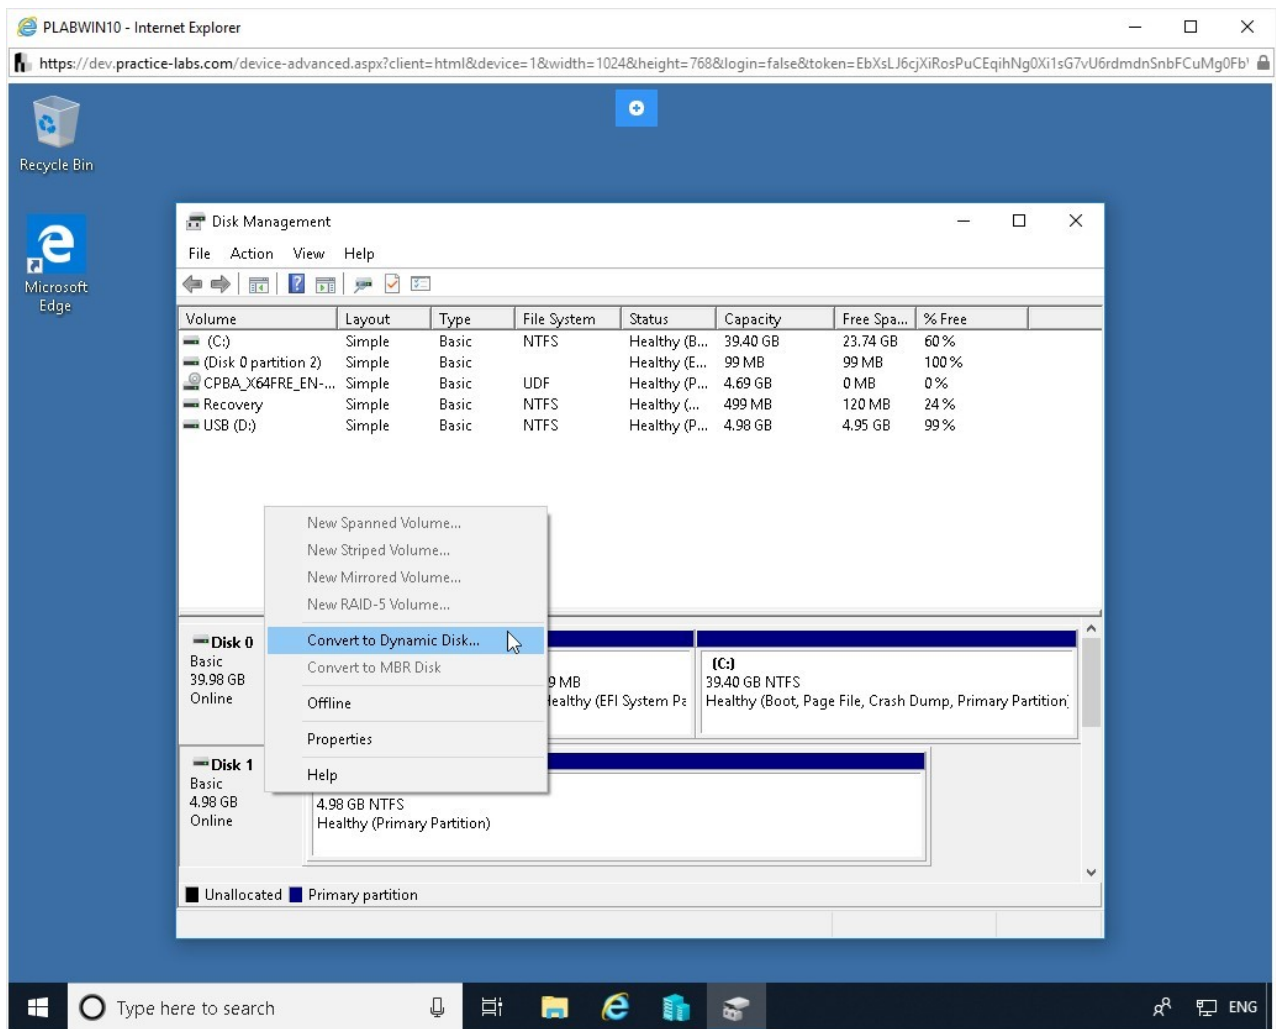 PLABWIN10 - Internet Explorer
https://dev.practice-labs.com/device-advanced.aspx?client=html&device=1&width=1024&height=768&login=false&token=EbXsLJ6cjXiRosPuCEqihNg0Xi1sG7vU6rdmdnSnbFCuMg0Fb
Recycle Bin
Microsoft
Edge
Disk Management
File Action View Help
Volume Layout Type File System Status Capacity Free Spa... % Free
(C:) Simple Basic NTFS Healthy (B... 39.40 GB 23.74 GB 60 %
(Disk 0 partition 2) Simple Basic Healthy (E... 99 MB 99 MB 100 %
CPBA_X64FRE_EN-... Simple Basic UDF Healthy (P... 4.69 GB 0 MB 0 %
Recovery Simple Basic NTFS Healthy (... 499 MB 120 MB 24 %
USB (D:) Simple Basic NTFS Healthy (P... 4.98 GB 4.95 GB 99 %
New Spanned Volume...
New Striped Volume...
New Mirrored Volume...
New RAID-5 Volume...
Convert to Dynamic Disk...
Convert to MBR Disk
Offline
Properties
Help
Disk 0
Basic
39.98 GB
Online
9 MB
Healthy (EFI System Pa
(C:)
39.40 GB NTFS
Healthy (Boot, Page File, Crash Dump, Primary Partition)
Disk 1
Basic
4.98 GB
Online
4.98 GB NTFS
Healthy (Primary Partition)
Unallocated Primary partition
Type here to search
ENG